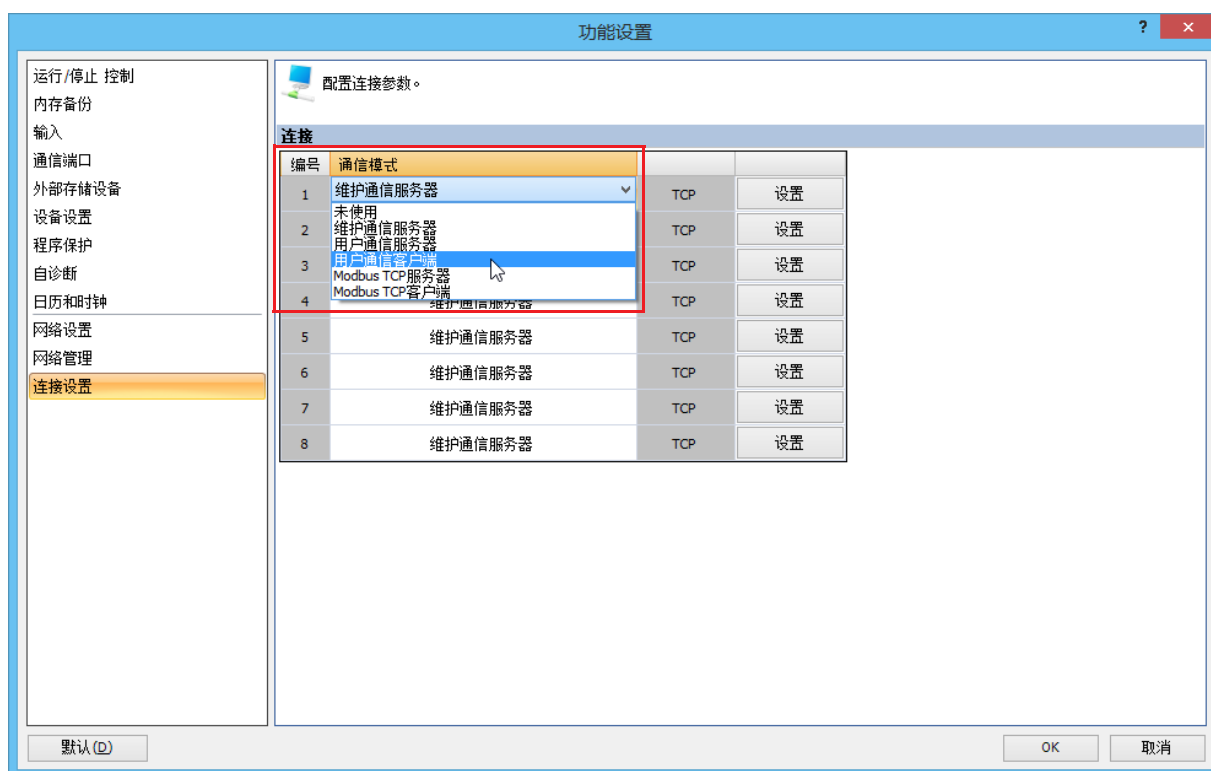 功能设置
?
×
运行/停止 控制
内存备份
输入
通信端口
外部存储设备
设备设置
程序保护
自诊断
日历和时钟
网络设置
网络管理
连接设置
配置连接参数。
连接
编号 通信模式
1 维护通信服务器 TCP 设置
未使用
维护通信服务器
2 TCP 设置
用户通信服务器
用户通信客户端
3 TCP 设置
Modbus TCP服务器
Modbus TCP客户端
4 维护通信服务器 TCP 设置
5 维护通信服务器 TCP 设置
6 维护通信服务器 TCP 设置
7 维护通信服务器 TCP 设置
8 维护通信服务器 TCP 设置
默认(D) OK 取消